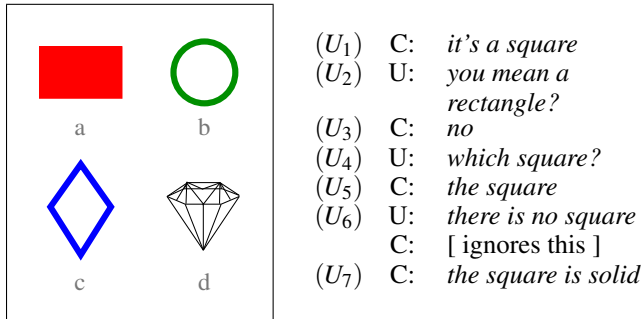 a
b
c
d
(U1) C: it's a square
(U2) U: you mean a
rectangle?
(U3) C: no
(U4) U: which square?
(U5) C: the square
(U6) U: there is no square
C: [ ignores this ]
(U7) C: the square is solid